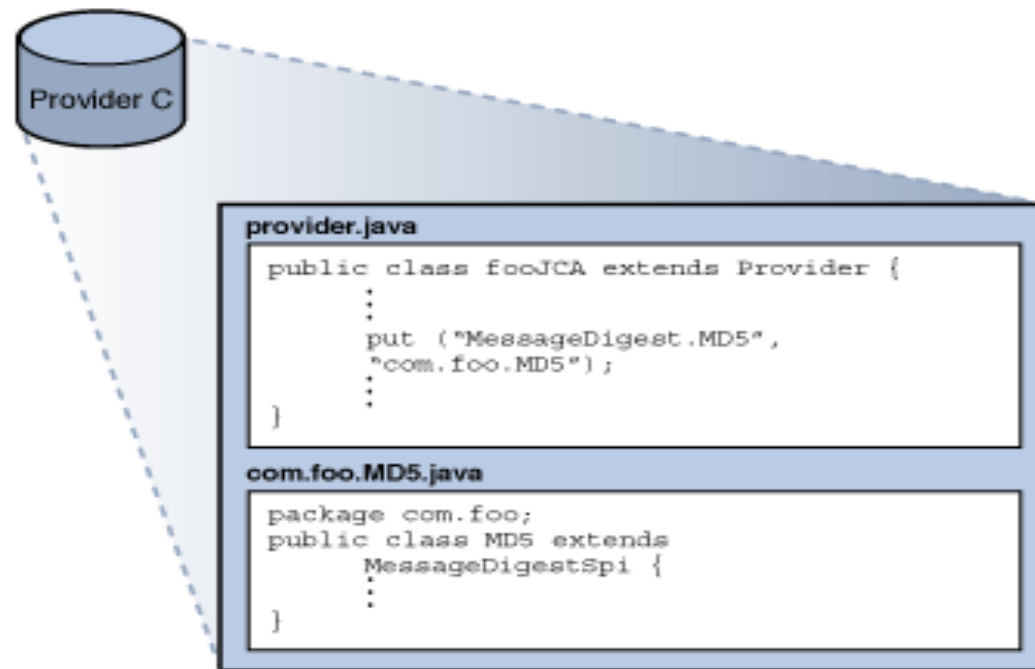 Provider C
provider.java
public class fooJCA extends Provider {
put ("MessageDigest.MD5",
"com.foo.MD5");
}
com.foo.MD5.java
package com.foo;
public class MD5 extends
MessageDigestSpi {
}